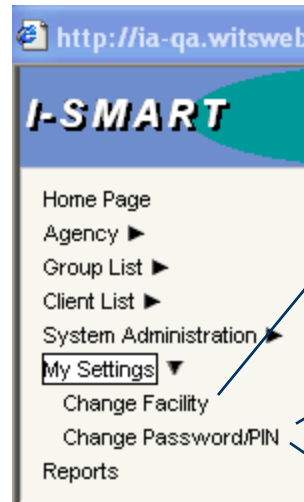 http://ia-qa.witsweb
I-SMART
Home Page
Agency ►
Group List ►
Client List ►
System Administration ►
My Settings ▼
Change Facility
Change Password/PIN
Reports